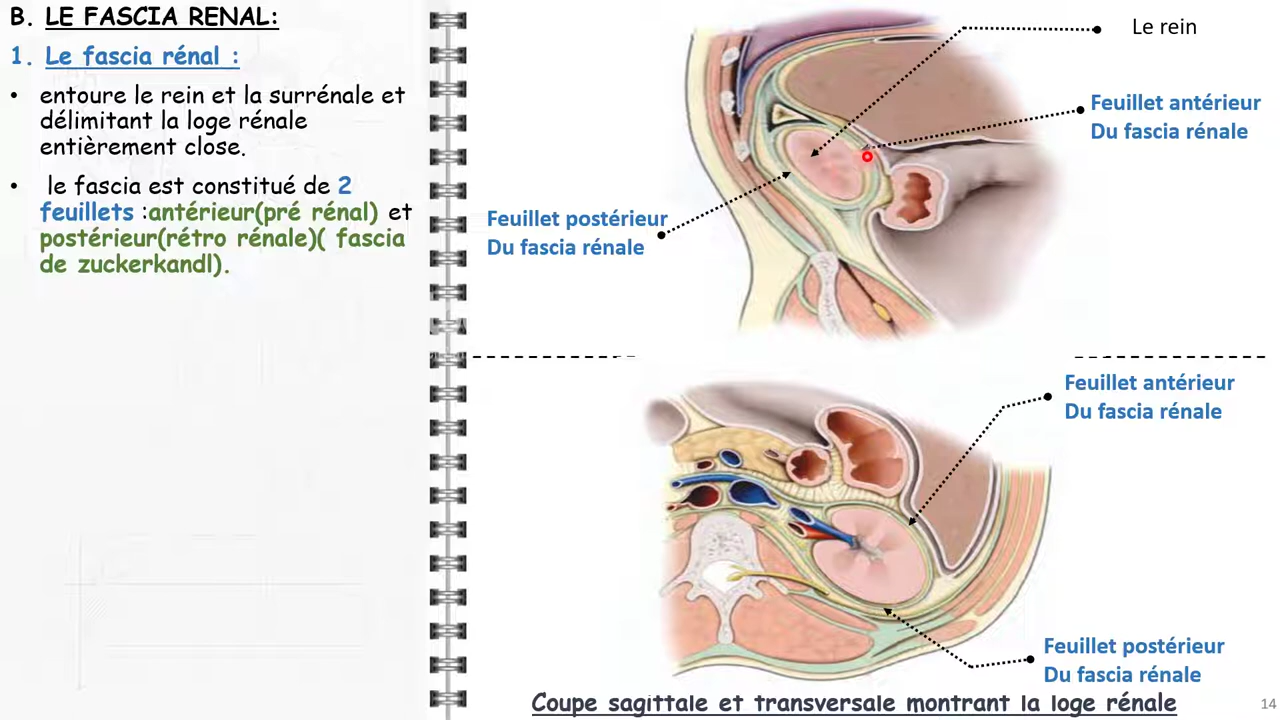 B. LE FASCIA RENAL:
1. Le fascia rénal :
• entoure le rein et la surrénale et
délimitant la loge rénale
entièrement close.
• le fascia est constitué de 2
feuillets :antérieur(pré rénal) et
postérieur(rétro rénale)( fascia
de zuckerkandl).
Le rein
Feuillet antérieur
Du fascia rénale
Feuillet postérieur
Du fascia rénale
Feuillet antérieur
Du fascia rénale
Feuillet postérieur
Du fascia rénale
Coupe sagittale et transversale montrant la loge rénale
14